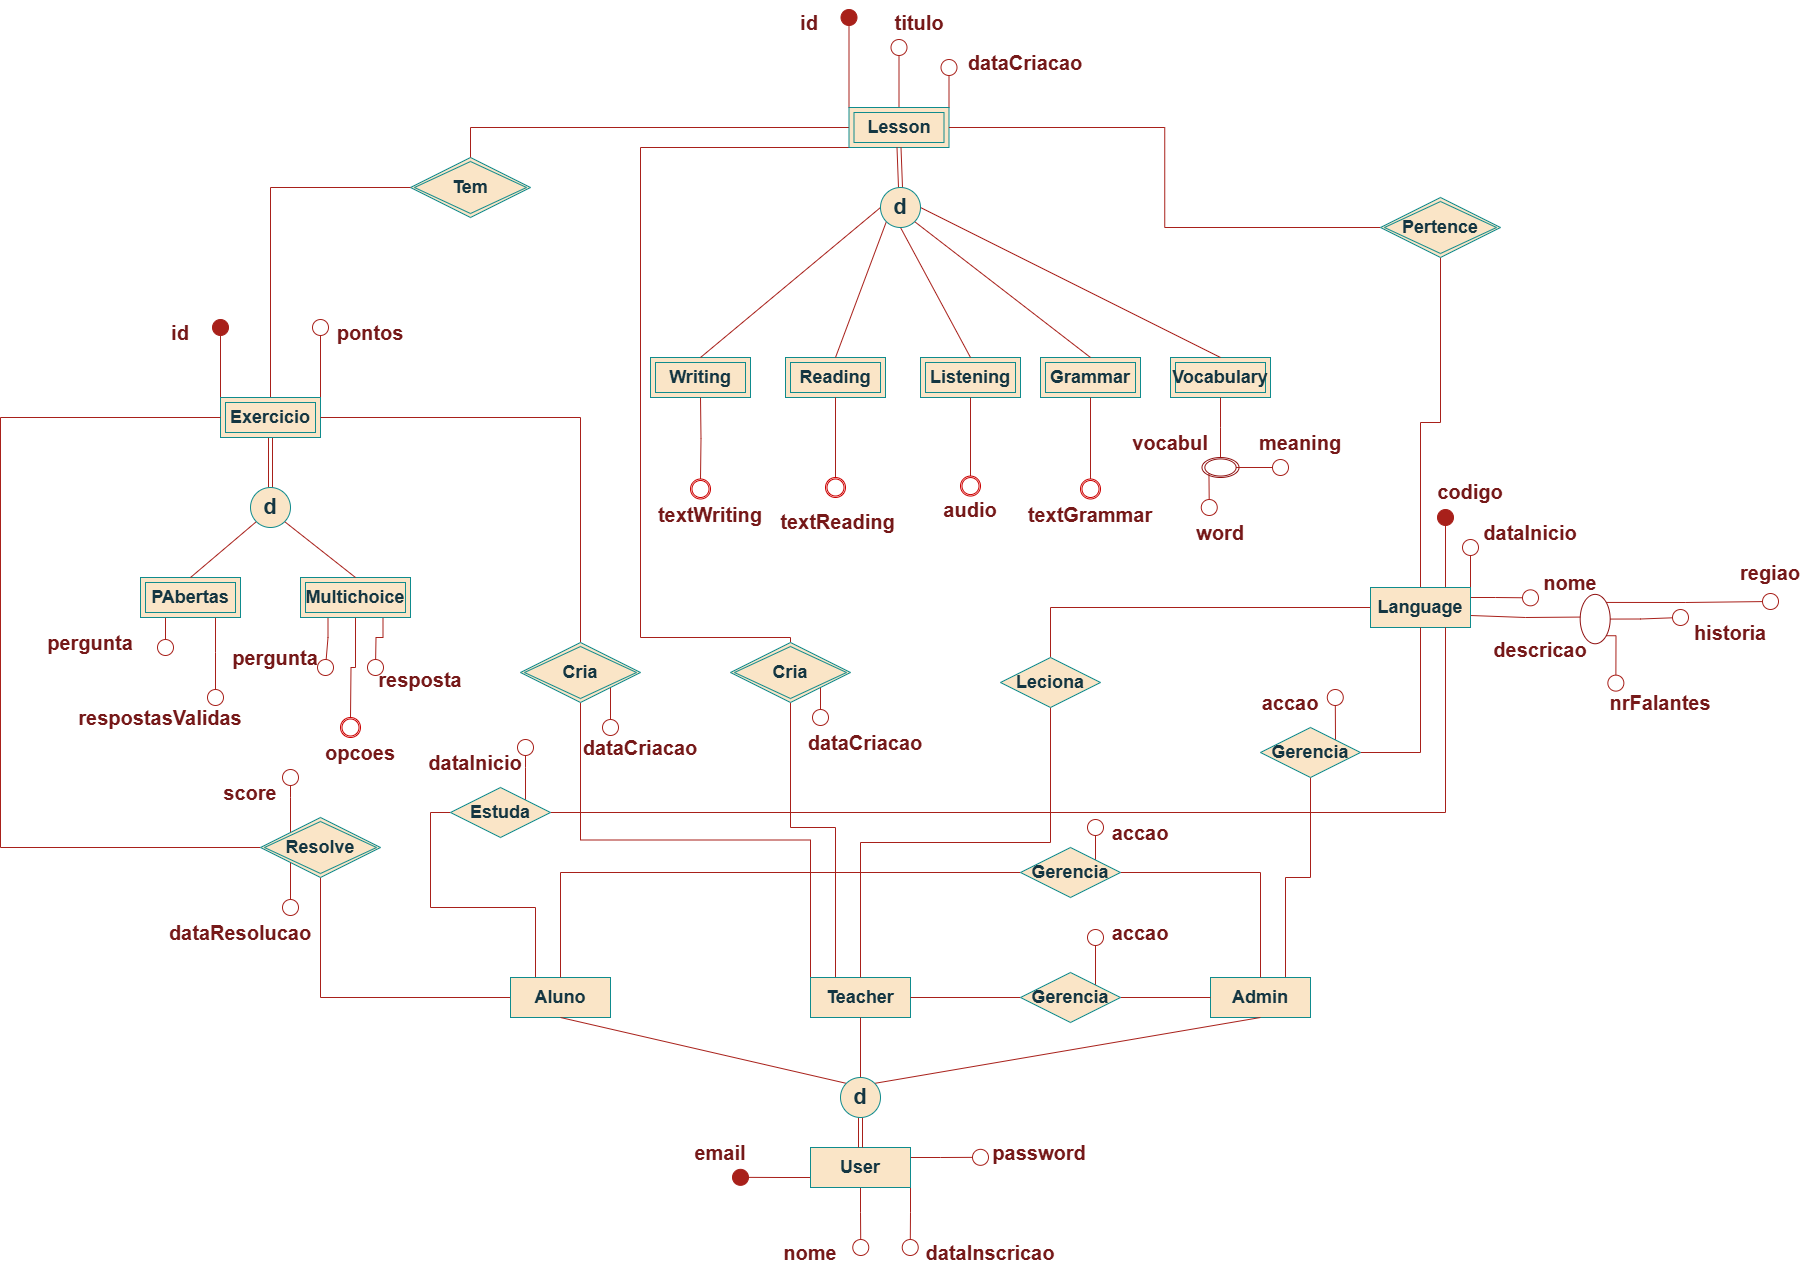 id
titulo
dataCriacao
Lesson
Tem
d
Pertence
id
pontos
Writing
Reading
Listening
Grammar
Vocabulary
Exercicio
vocabul
meaning
textWriting
textReading
audio
textGrammar
word
codigo
dataInicio
d
regiao
nome
PAbertas
Multichoice
Language
historia
descricao
pergunta
pergunta
resposta
Cria
Cria
Leciona
nrFalantes
accao
respostasValidas
opcoes
dataCriacao
dataCriacao
Gerencia
dataInicio
score
Estuda
accao
Resolve
Gerencia
dataResolucao
accao
Aluno
Teacher
Gerencia
Admin
d
email
password
User
nome
dataInscricao